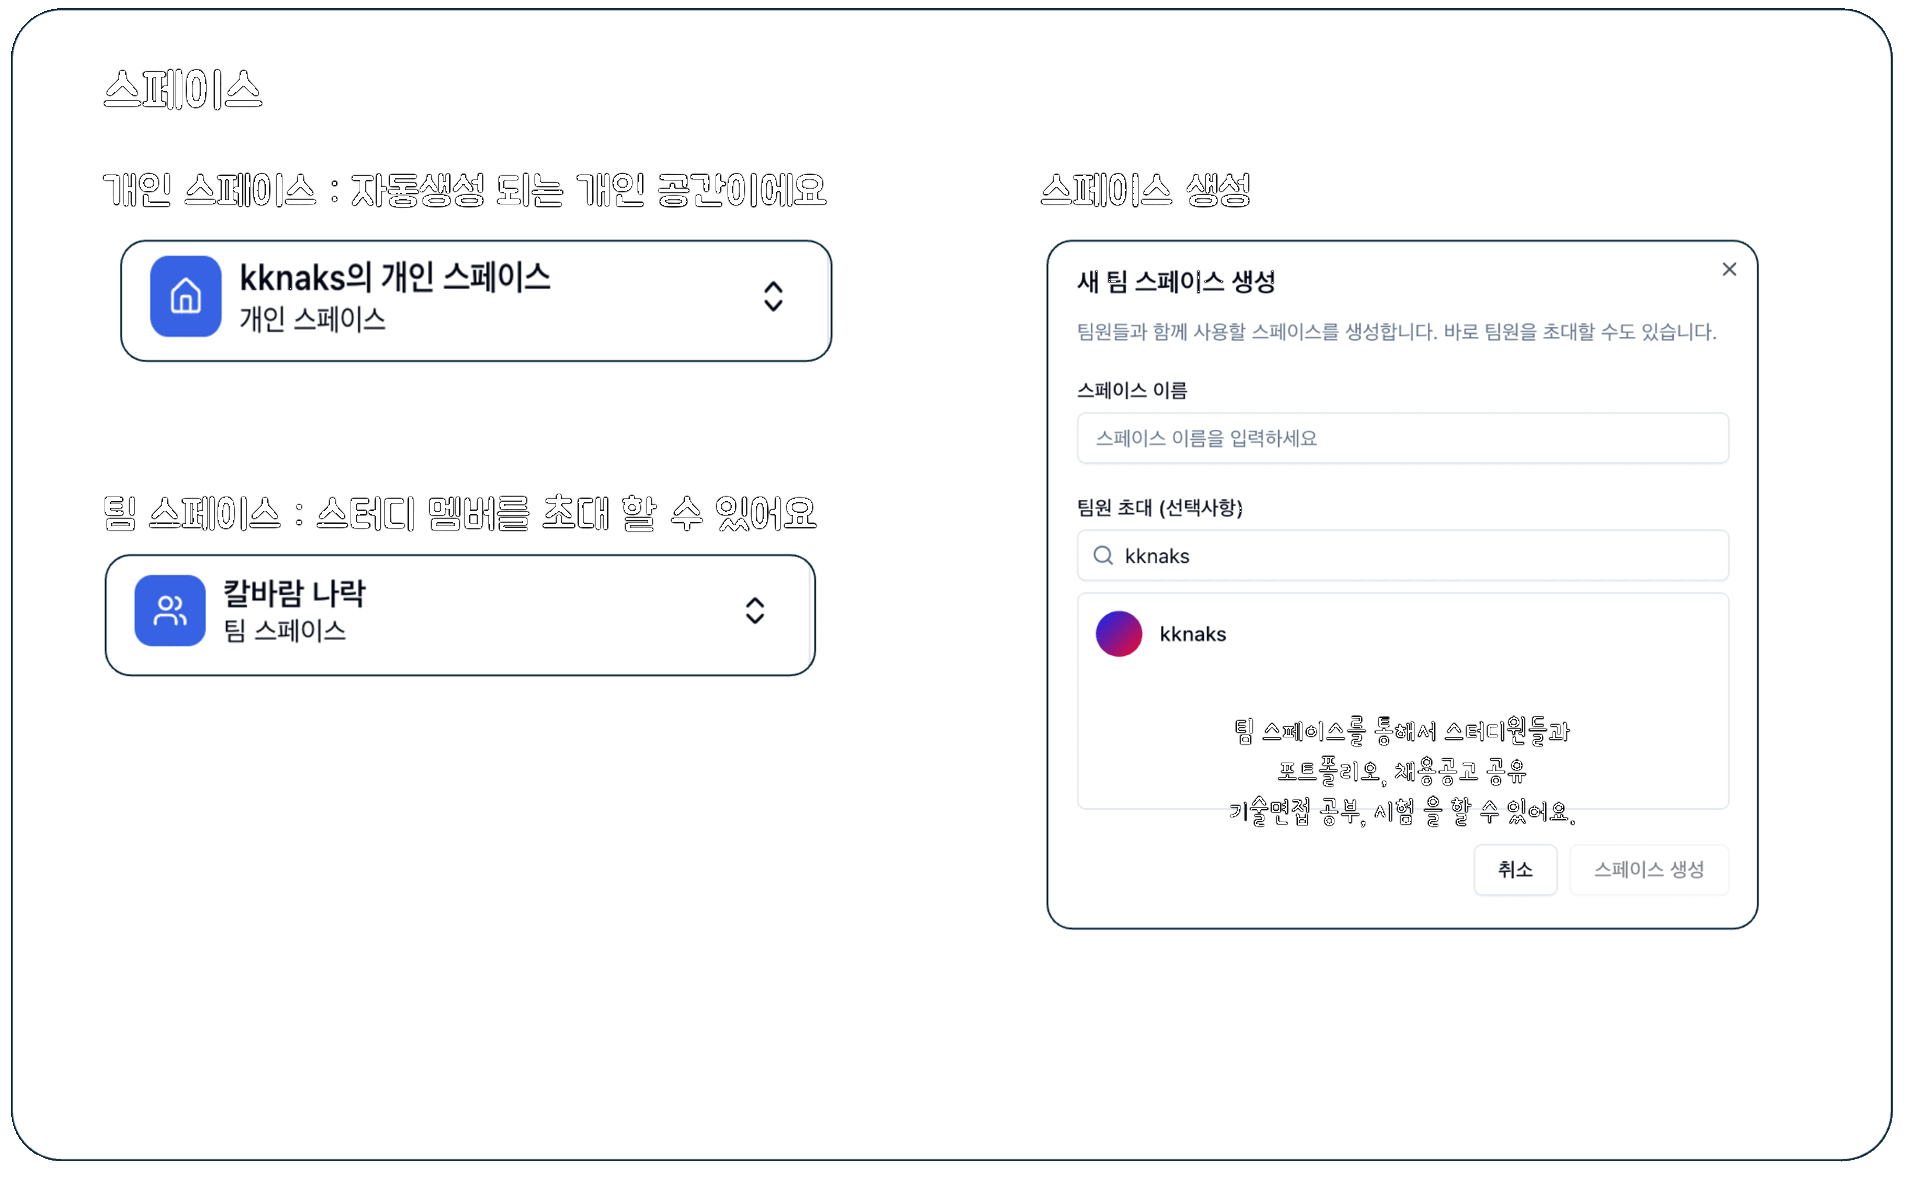 스페이스
개인 스페이스 : 자동생성 되는 개인 공간이에요
kknaks의 개인 스페이스
개인 스페이스
팀 스페이스 : 스터디 멤버를 초대 할 수 있어요
칼바람 나락
팀 스페이스
스페이스 생성
새 팀 스페이스 생성
팀원들과 함께 사용할 스페이스를 생성합니다. 바로 팀원을 초대할 수도 있습니다.
스페이스 이름
스페이스 이름을 입력하세요
팀원 초대 (선택사항)
kknaks
kknaks
팀 스페이스를 통해서 스터디원들과
포트폴리오, 채용공고 공유
기술면접 공부, 시험 을 할 수 있어요.
취소
스페이스 생성